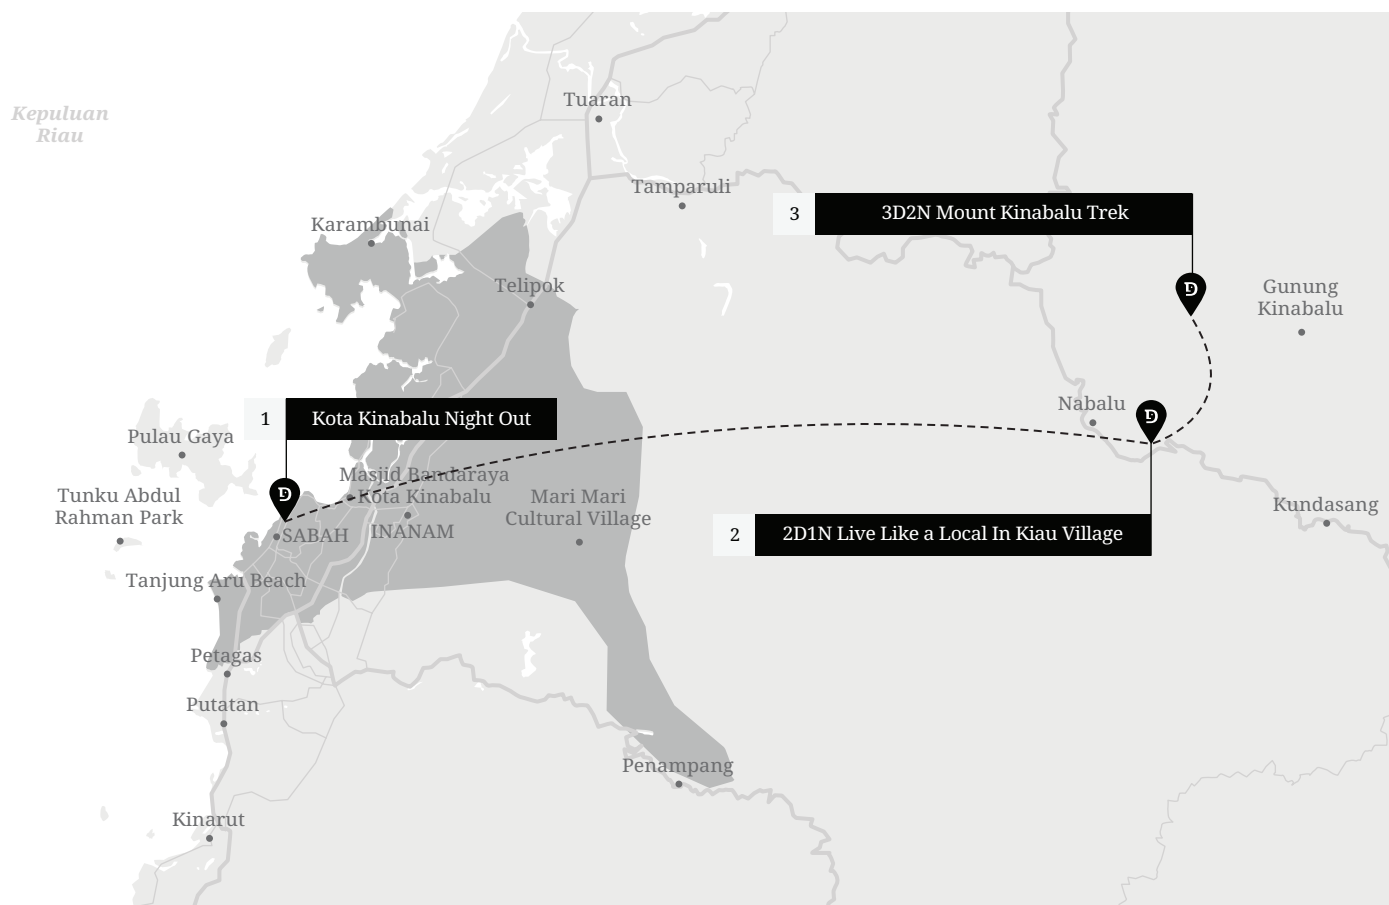 Kepuluan
Riau
Tuaran
Tamparuli
3
3D2N Mount Kinabalu Trek
Karambunai
Telipok
Gunung
Kinabalu
1
Kota Kinabalu Night Out
Nabalu
Pulau Gaya
Masjid Bandaraya
Kota Kinabalu
Tunku Abdul
Rahman Park
Mari Mari
Cultural Village
Kundasang
SABAH
INANAM
2
2D1N Live Like a Local In Kiau Village
Tanjung Aru Beach
Petagas
Putatan
Penampang
Kinarut
D
D
D